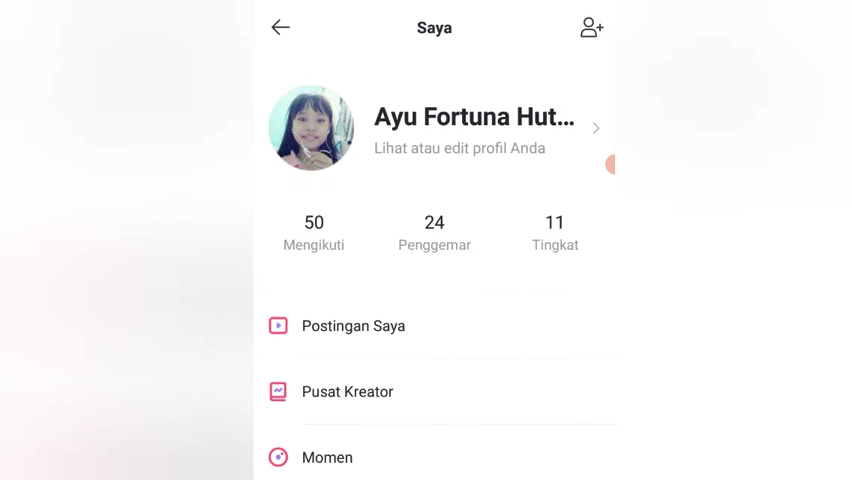 Saya
Ayu Fortuna Hut...
Lihat atau edit profil Anda
50 24 11
Mengikuti Penggemar Tingkat
Postingan Saya
Pusat Kreator
Momen